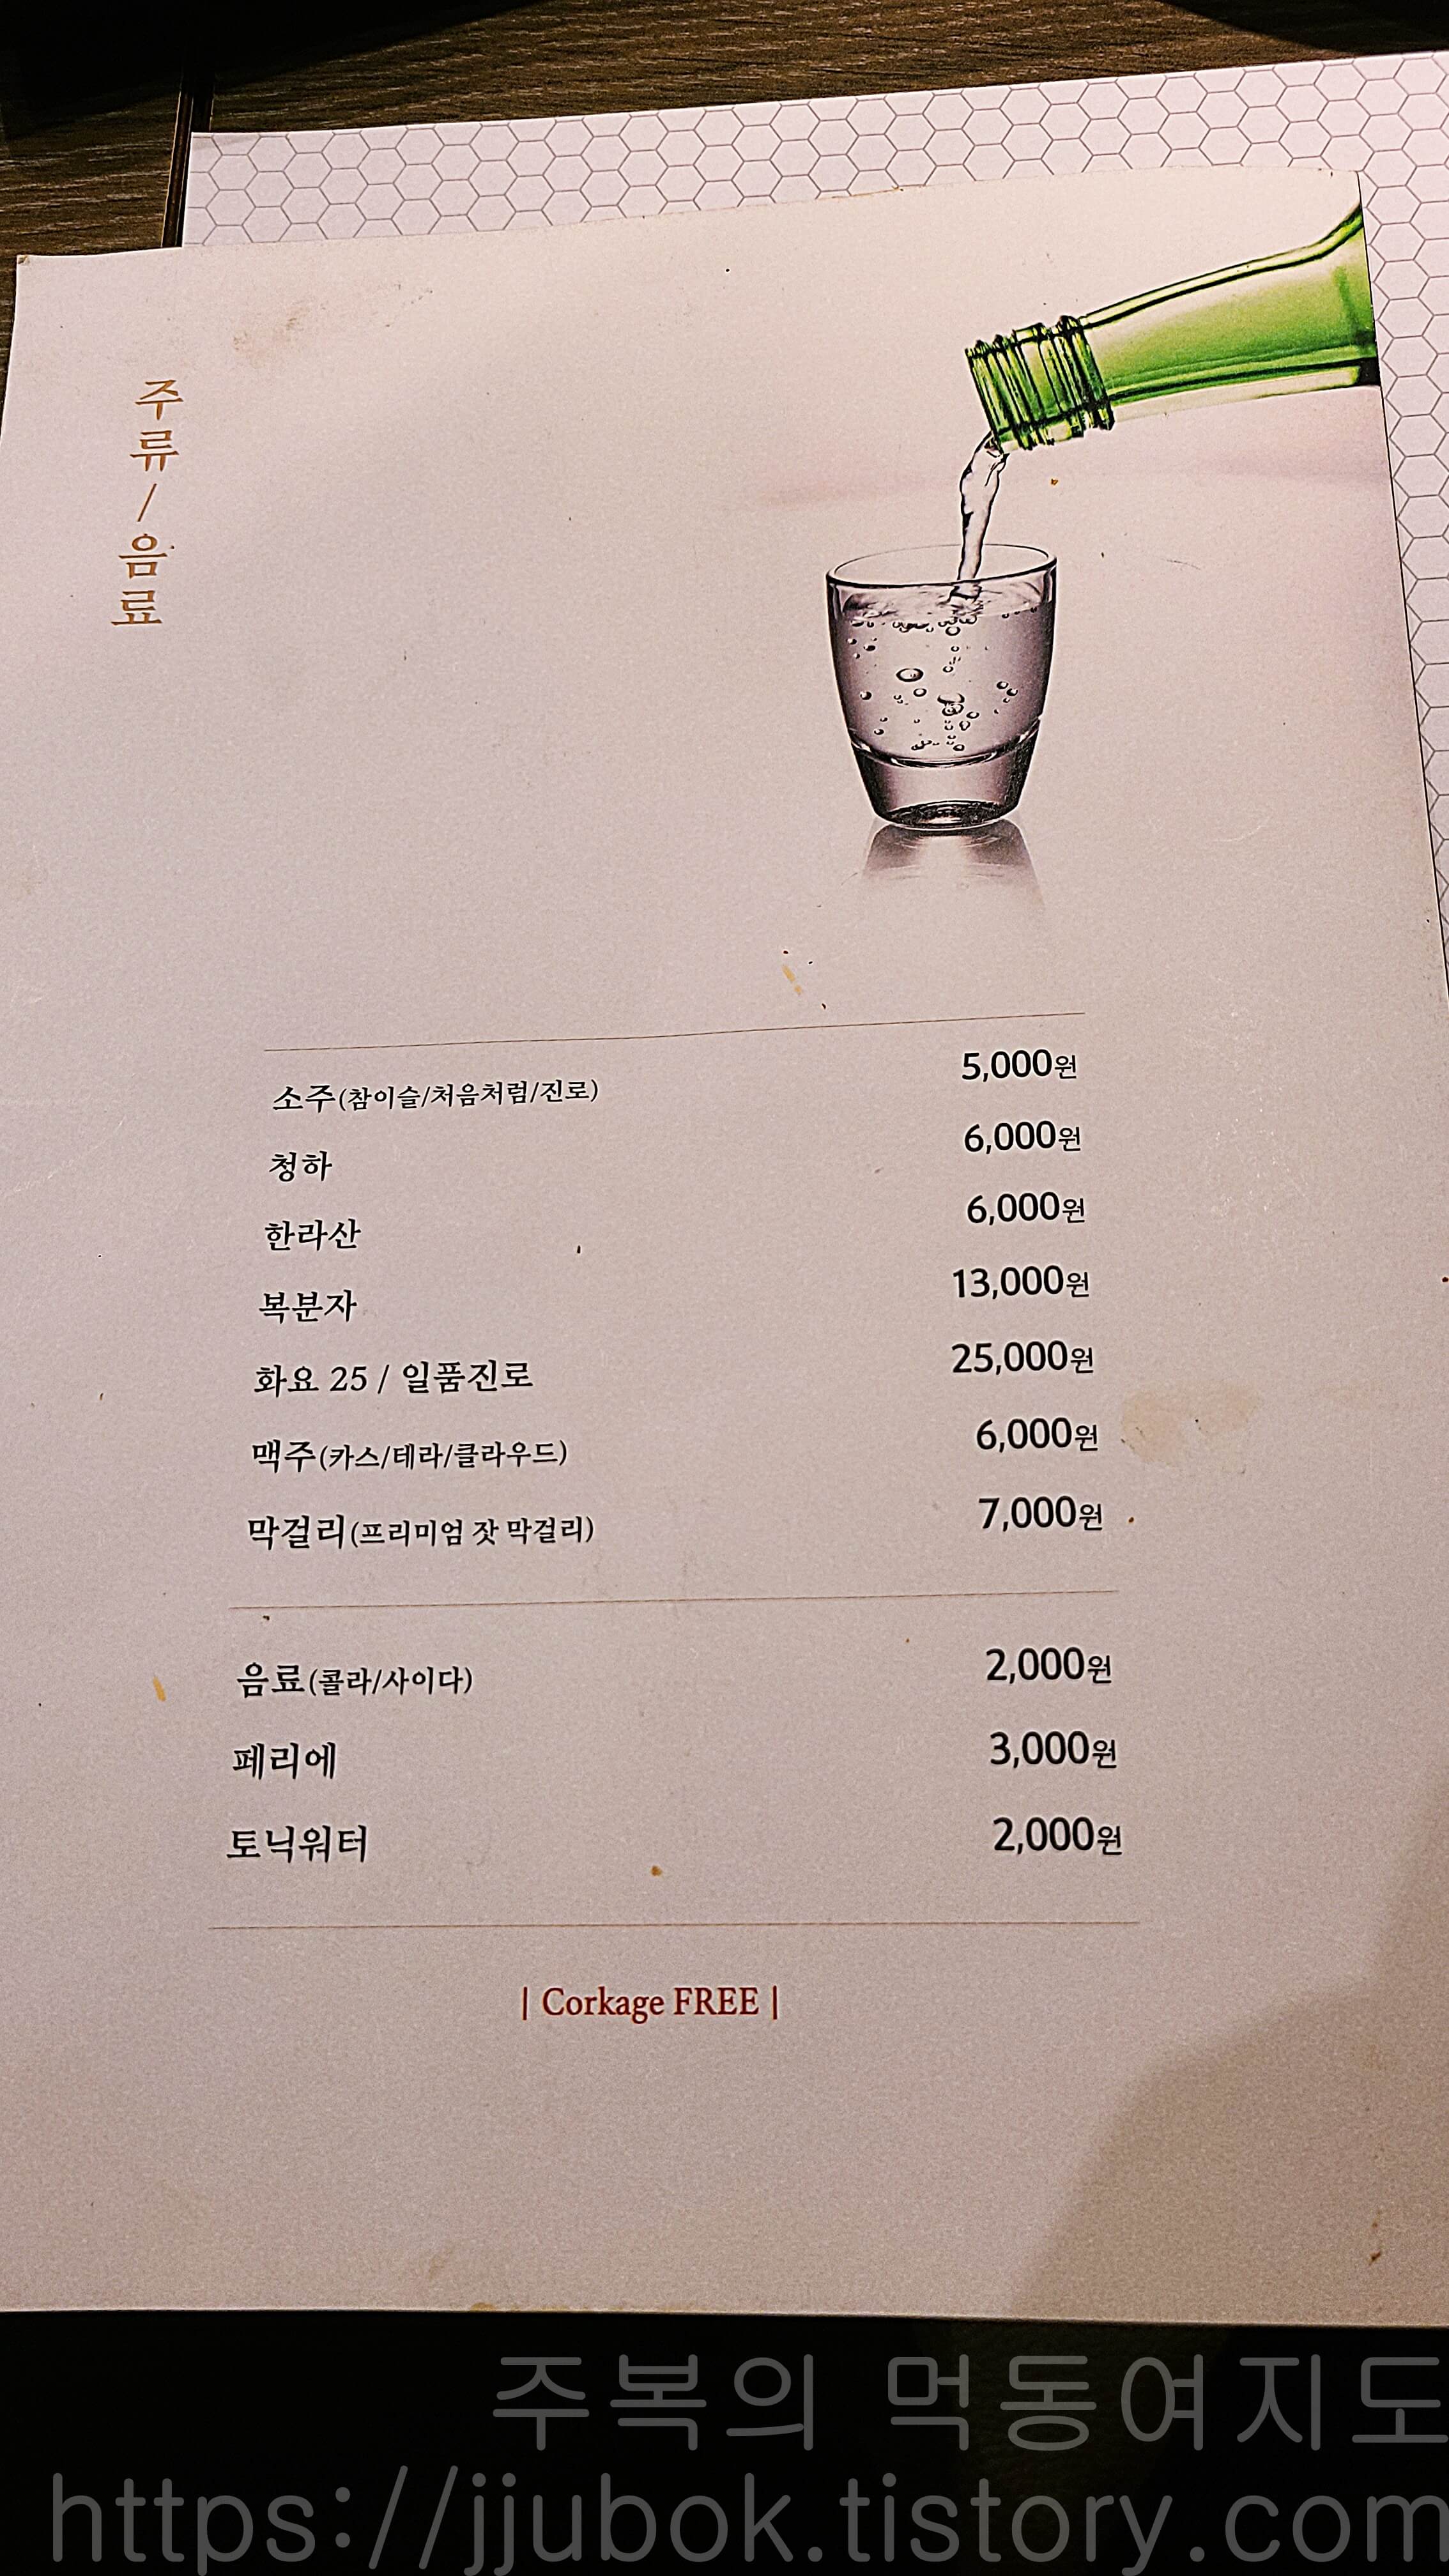 주류/음료
소주(참이슬/처음처럼/진로) 5,000원
청하 6,000원
한라산 6,000원
복분자 13,000원
화요 25 / 일품진로 25,000원
맥주(카스/테라/클라우드) 6,000원
막걸리(프리미엄 잣 막걸리) 7,000원
음료(콜라/사이다) 2,000원
페리에 3,000원
토닉워터 2,000원
| Corkage FREE |
주복의 먹동여지도
https://jjubok.tistory.com